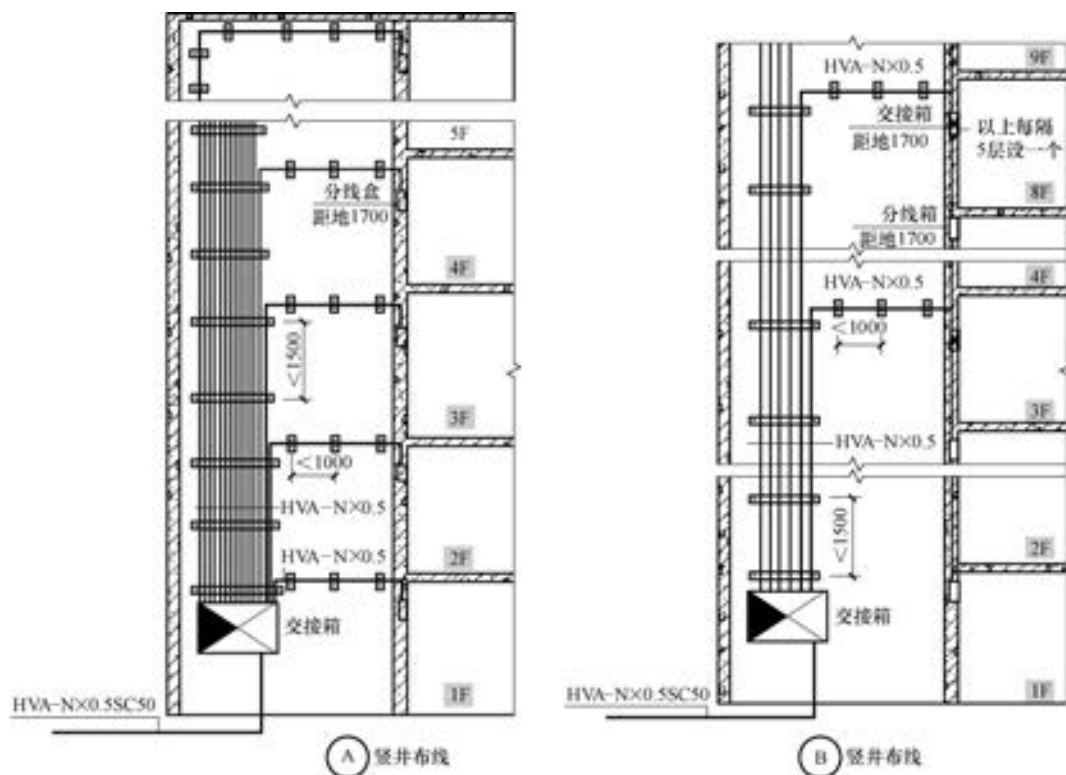 5F
分线盒
距地1700
4F
<1500
3F
<1000
HVA-N×0.5
2F
HVA-N×0.5
交接箱
1F
HVA-N×0.5SC50
A 竖井布线
9F
HVA-N×0.5
交接箱
距地1700
以上每隔
5层设一个
8F
分线箱
距地1700
HVA-N×0.5
4F
<1000
3F
HVA-N×0.5
<1500
2F
交接箱
1F
HVA-N×0.5SC50
B 竖井布线